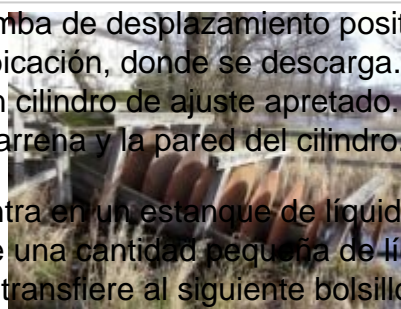 mba de desplazamiento posit
icación, donde se descarga.
cilindro de ajuste apretado.
arrena y la pared del cilindro.
ntra en un estanque de líquid
e una cantidad pequeña de lí
transfiere al siguiente bolsillo